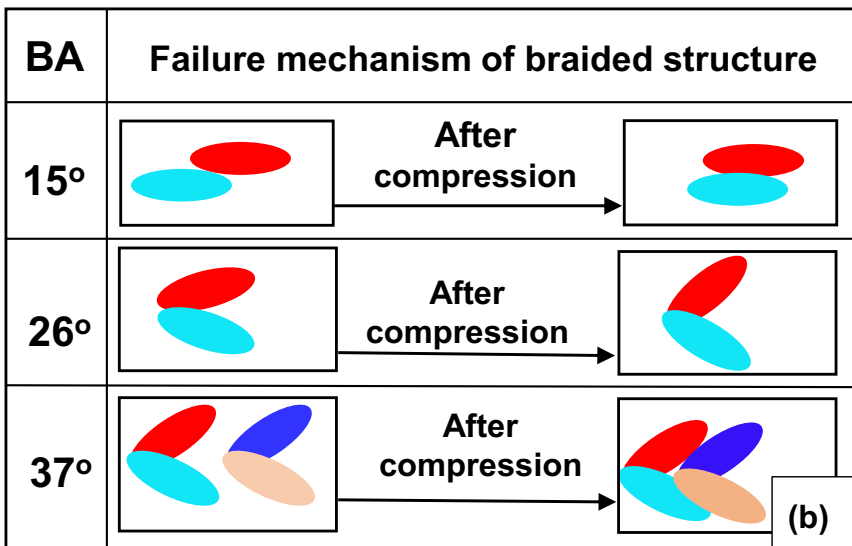 BA
Failure mechanism of braided structure
15º
After
compression
26º
After
compression
37º
After
compression
(b)